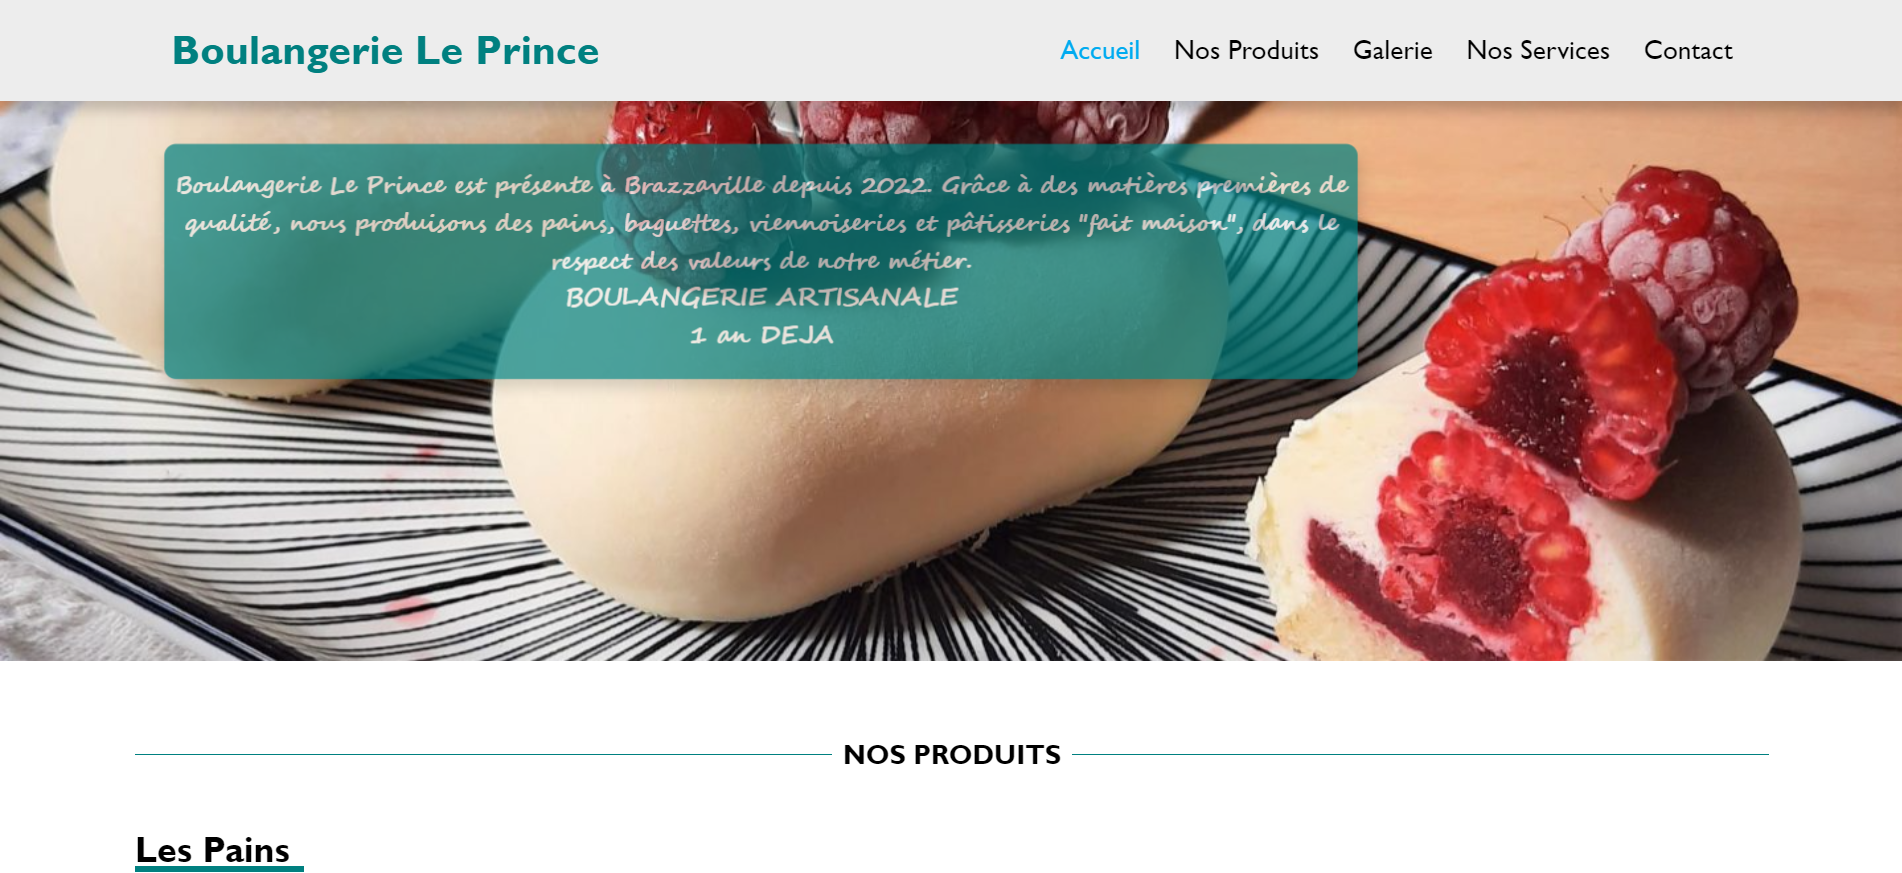 Boulangerie Le Prince
Accueil Nos Produits Galerie Nos Services Contact
Boulangerie Le Prince est présente à Brazzaville depuis 2022. Grâce à des matières premières de
qualité, nous produisons des pains, baguettes, viennoiseries et pâtisseries "fait maison", dans le
respect des valeurs de notre métier.
BOULANGERIE ARTISANALE
1 an DEJA
NOS PRODUITS
Les Pains